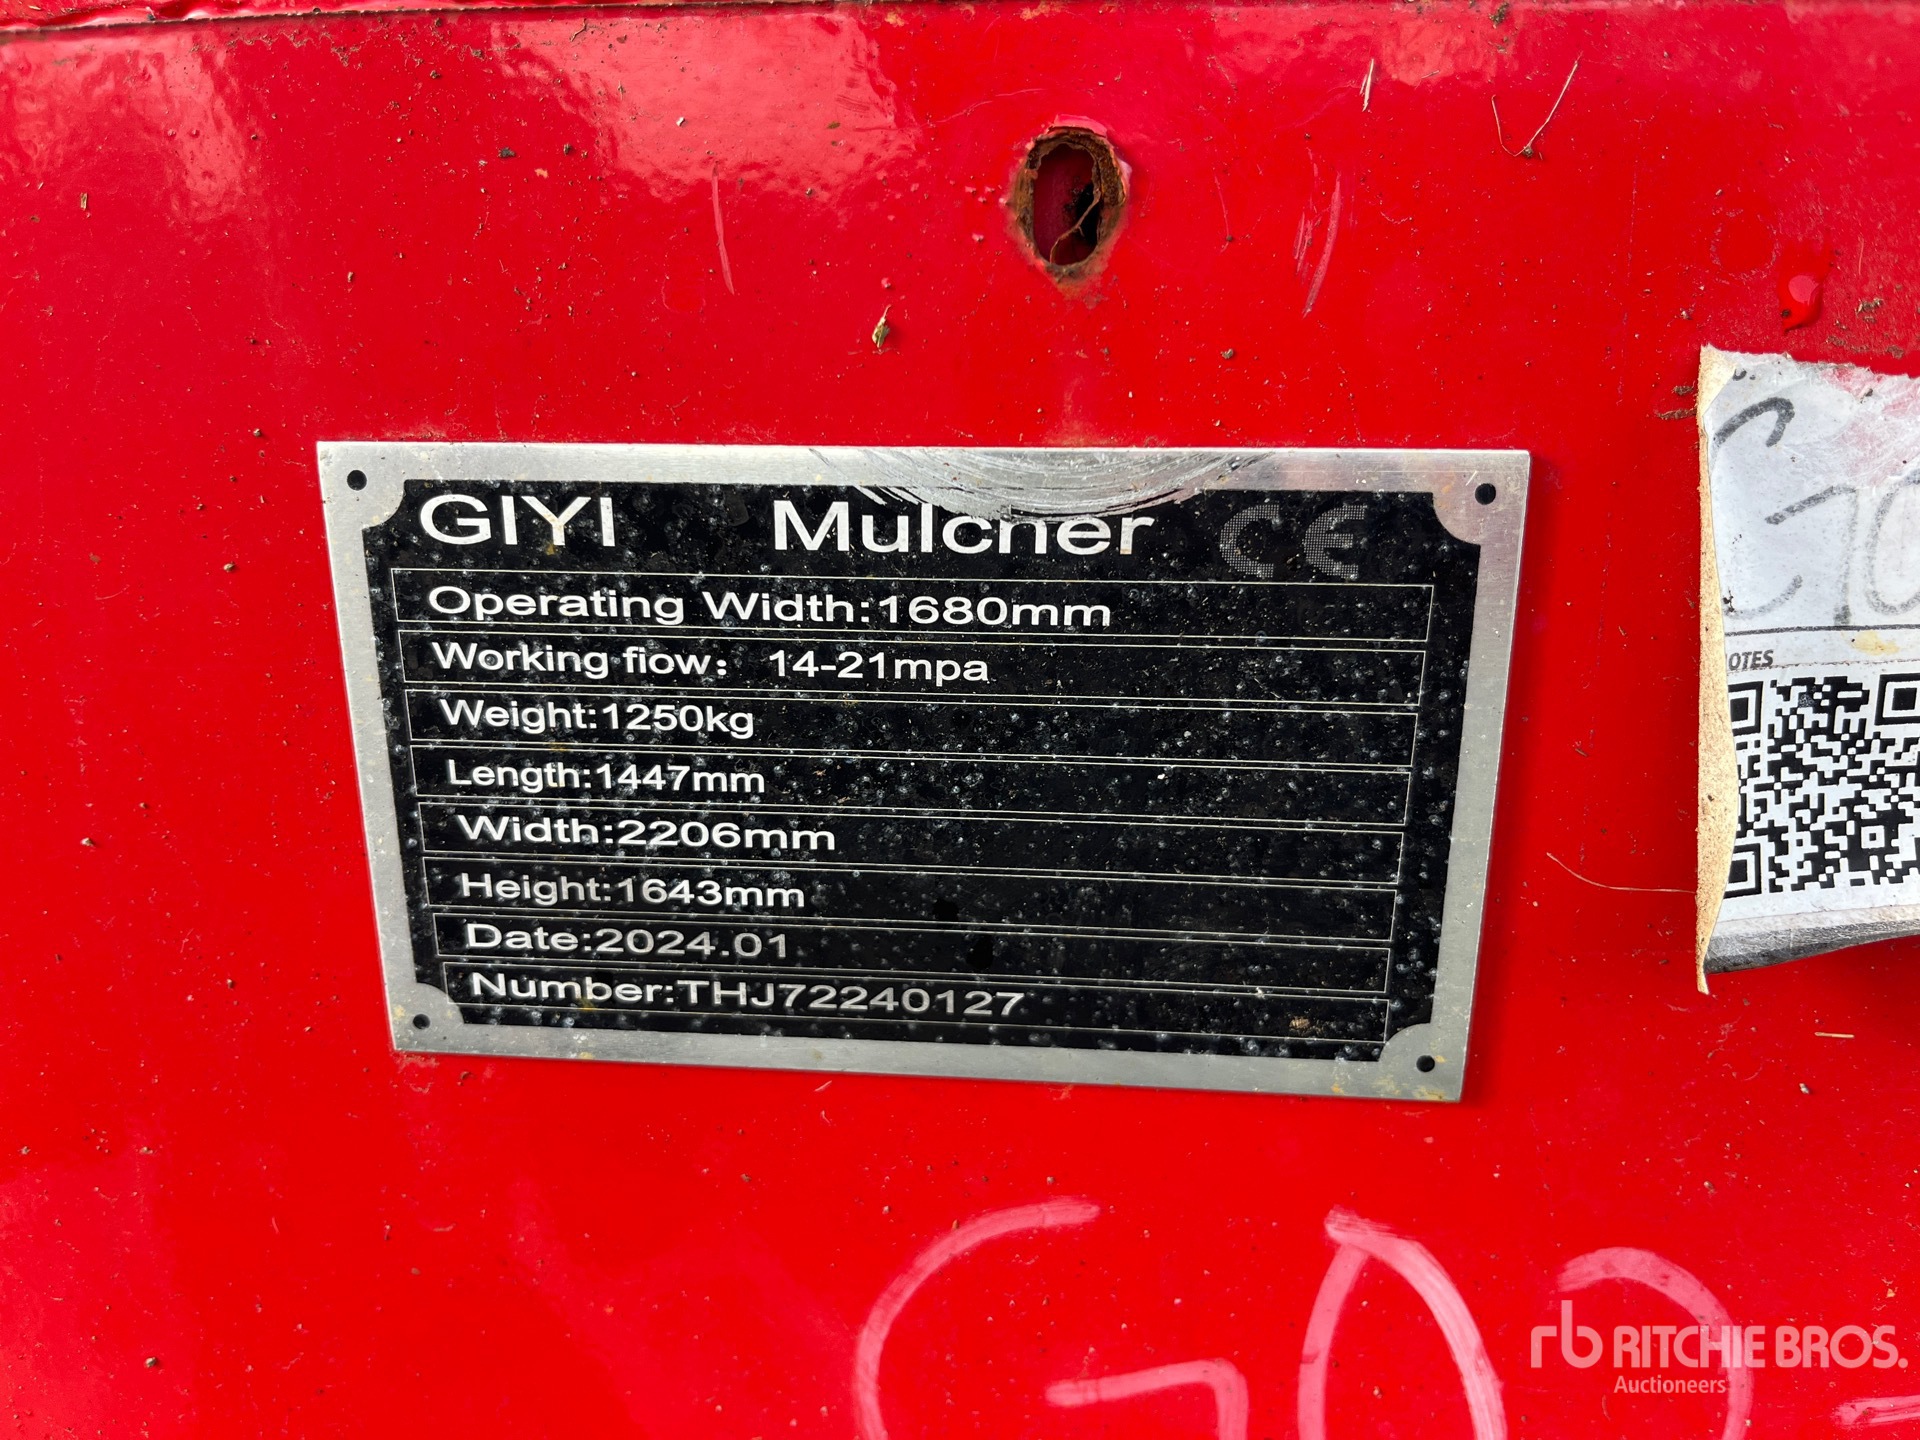 GIYI Mulcher CE
Operating Width:1680mm
Working fiow： 14-21mpa
Weight:1250kg
Length:1447mm
Width:2206mm
Height:1643mm
Date:2024.01
Number:THJ72240127
OTES
rb RITCHIE BROS.
Auctioneers